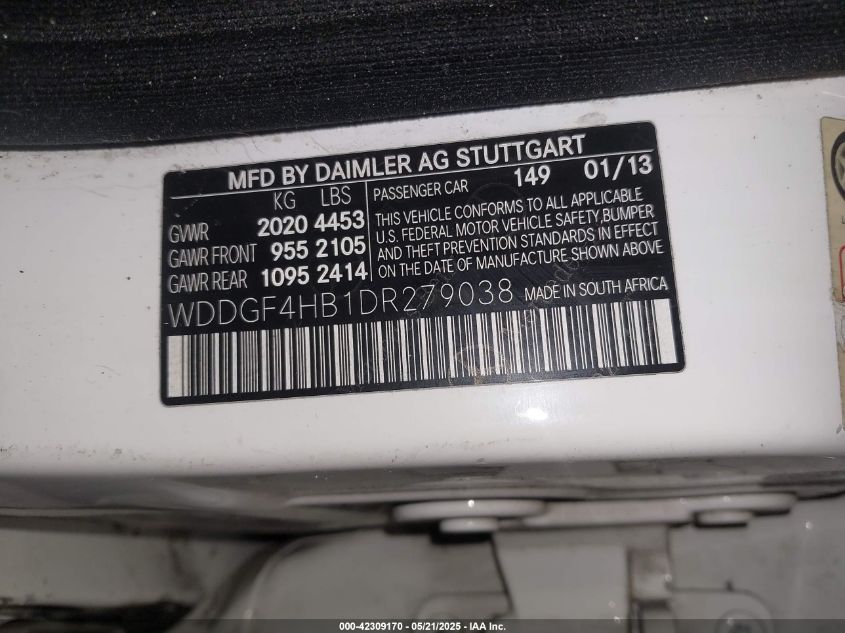 MFD BY DAIMLER AG STUTTGART
KG LBS
GVWR 2020 4453
GAWR FRONT 955 2105
GAWR REAR 1095 2414
PASSENGER CAR 149 01/13
THIS VEHICLE CONFORMS TO ALL APPLICABLE
U.S. FEDERAL MOTOR VEHICLE SAFETY,BUMPER
AND THEFT PREVENTION STANDARDS IN EFFECT
ON THE DATE OF MANUFACTURE SHOWN ABOVE
WDDGF4HB1DR279038 MADE IN SOUTH AFRICA
000-42309170 - 05/21/2025 - IAA Inc.